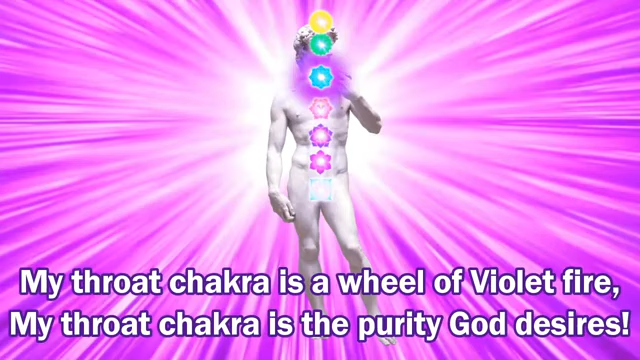 My throat chakra is a wheel of Violet fire,
My throat chakra is the purity God desires!